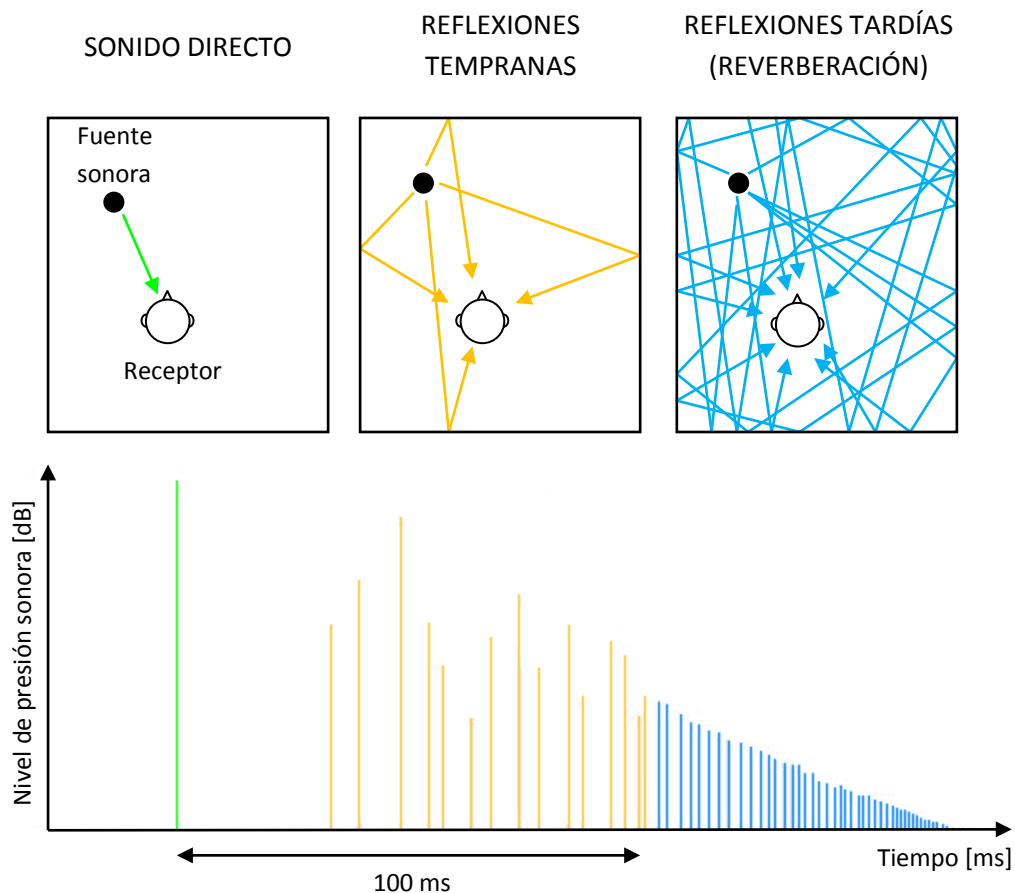 SONIDO DIRECTO
REFLEXIONES
TEMPRANAS
REFLEXIONES TARDÍAS
(REVERBERACIÓN)
Fuente
sonora
Receptor
Nivel de presión sonora [dB]
Tiempo [ms]
100 ms